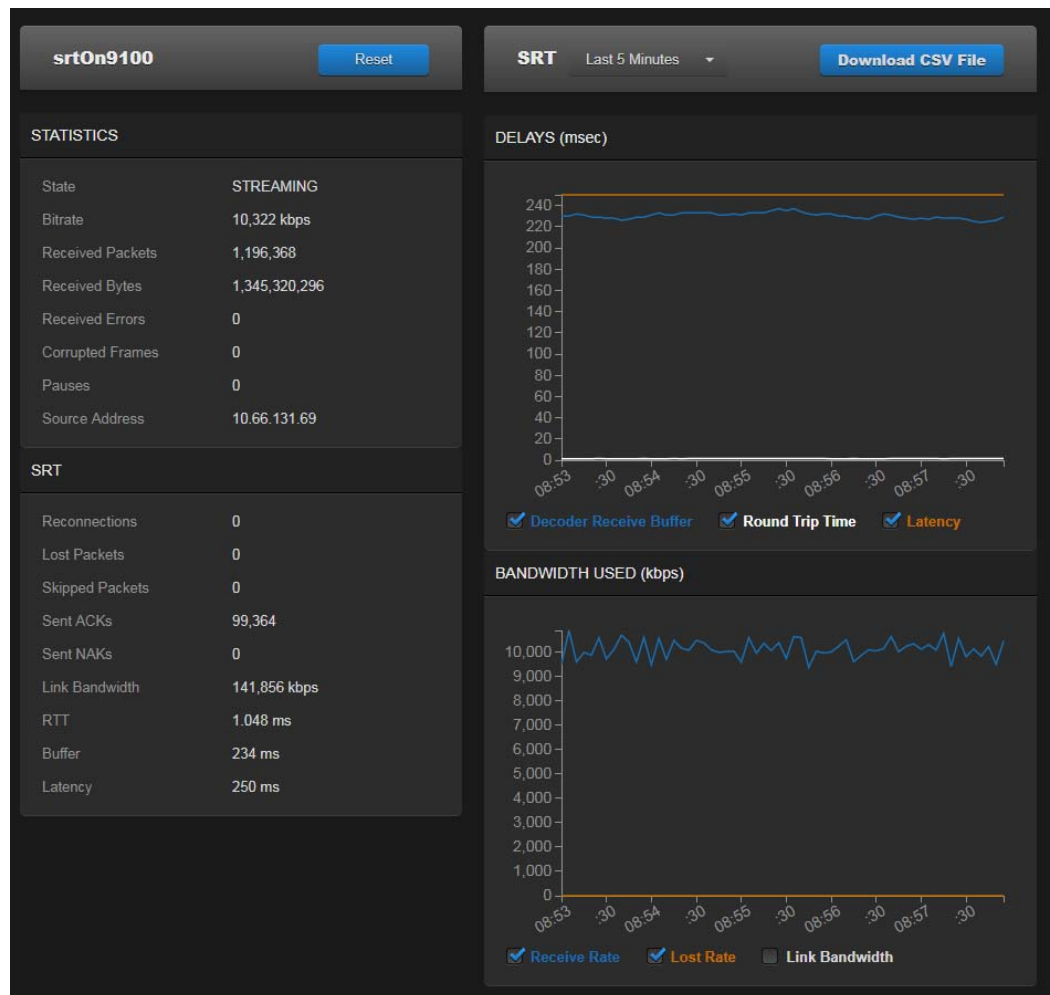 srtOn9100
Reset
STATISTICS
State STREAMING
Bitrate 10,322 kbps
Received Packets 1,196,368
Received Bytes 1,345,320,296
Received Errors 0
Corrupted Frames 0
Pauses 0
Source Address 10.66.131.69
SRT
Reconnections 0
Lost Packets 0
Skipped Packets 0
Sent ACKs 99,364
Sent NAKs 0
Link Bandwidth 141,856 kbps
RTT 1.048 ms
Buffer 234 ms
Latency 250 ms
SRT Last 5 Minutes
Download CSV File
DELAYS (msec)
240
220
200
180
160
140
120
100
80
60
40
20
0
08:53 :30 08:54 :30 08:55 :30 08:56 :30 08:57 :30
Decoder Receive Buffer Round Trip Time Latency
BANDWIDTH USED (kbps)
10,000
9,000
8,000
7,000
6,000
5,000
4,000
3,000
2,000
1,000
0
08:53 :30 08:54 :30 08:55 :30 08:56 :30 08:57 :30
Receive Rate Lost Rate Link Bandwidth